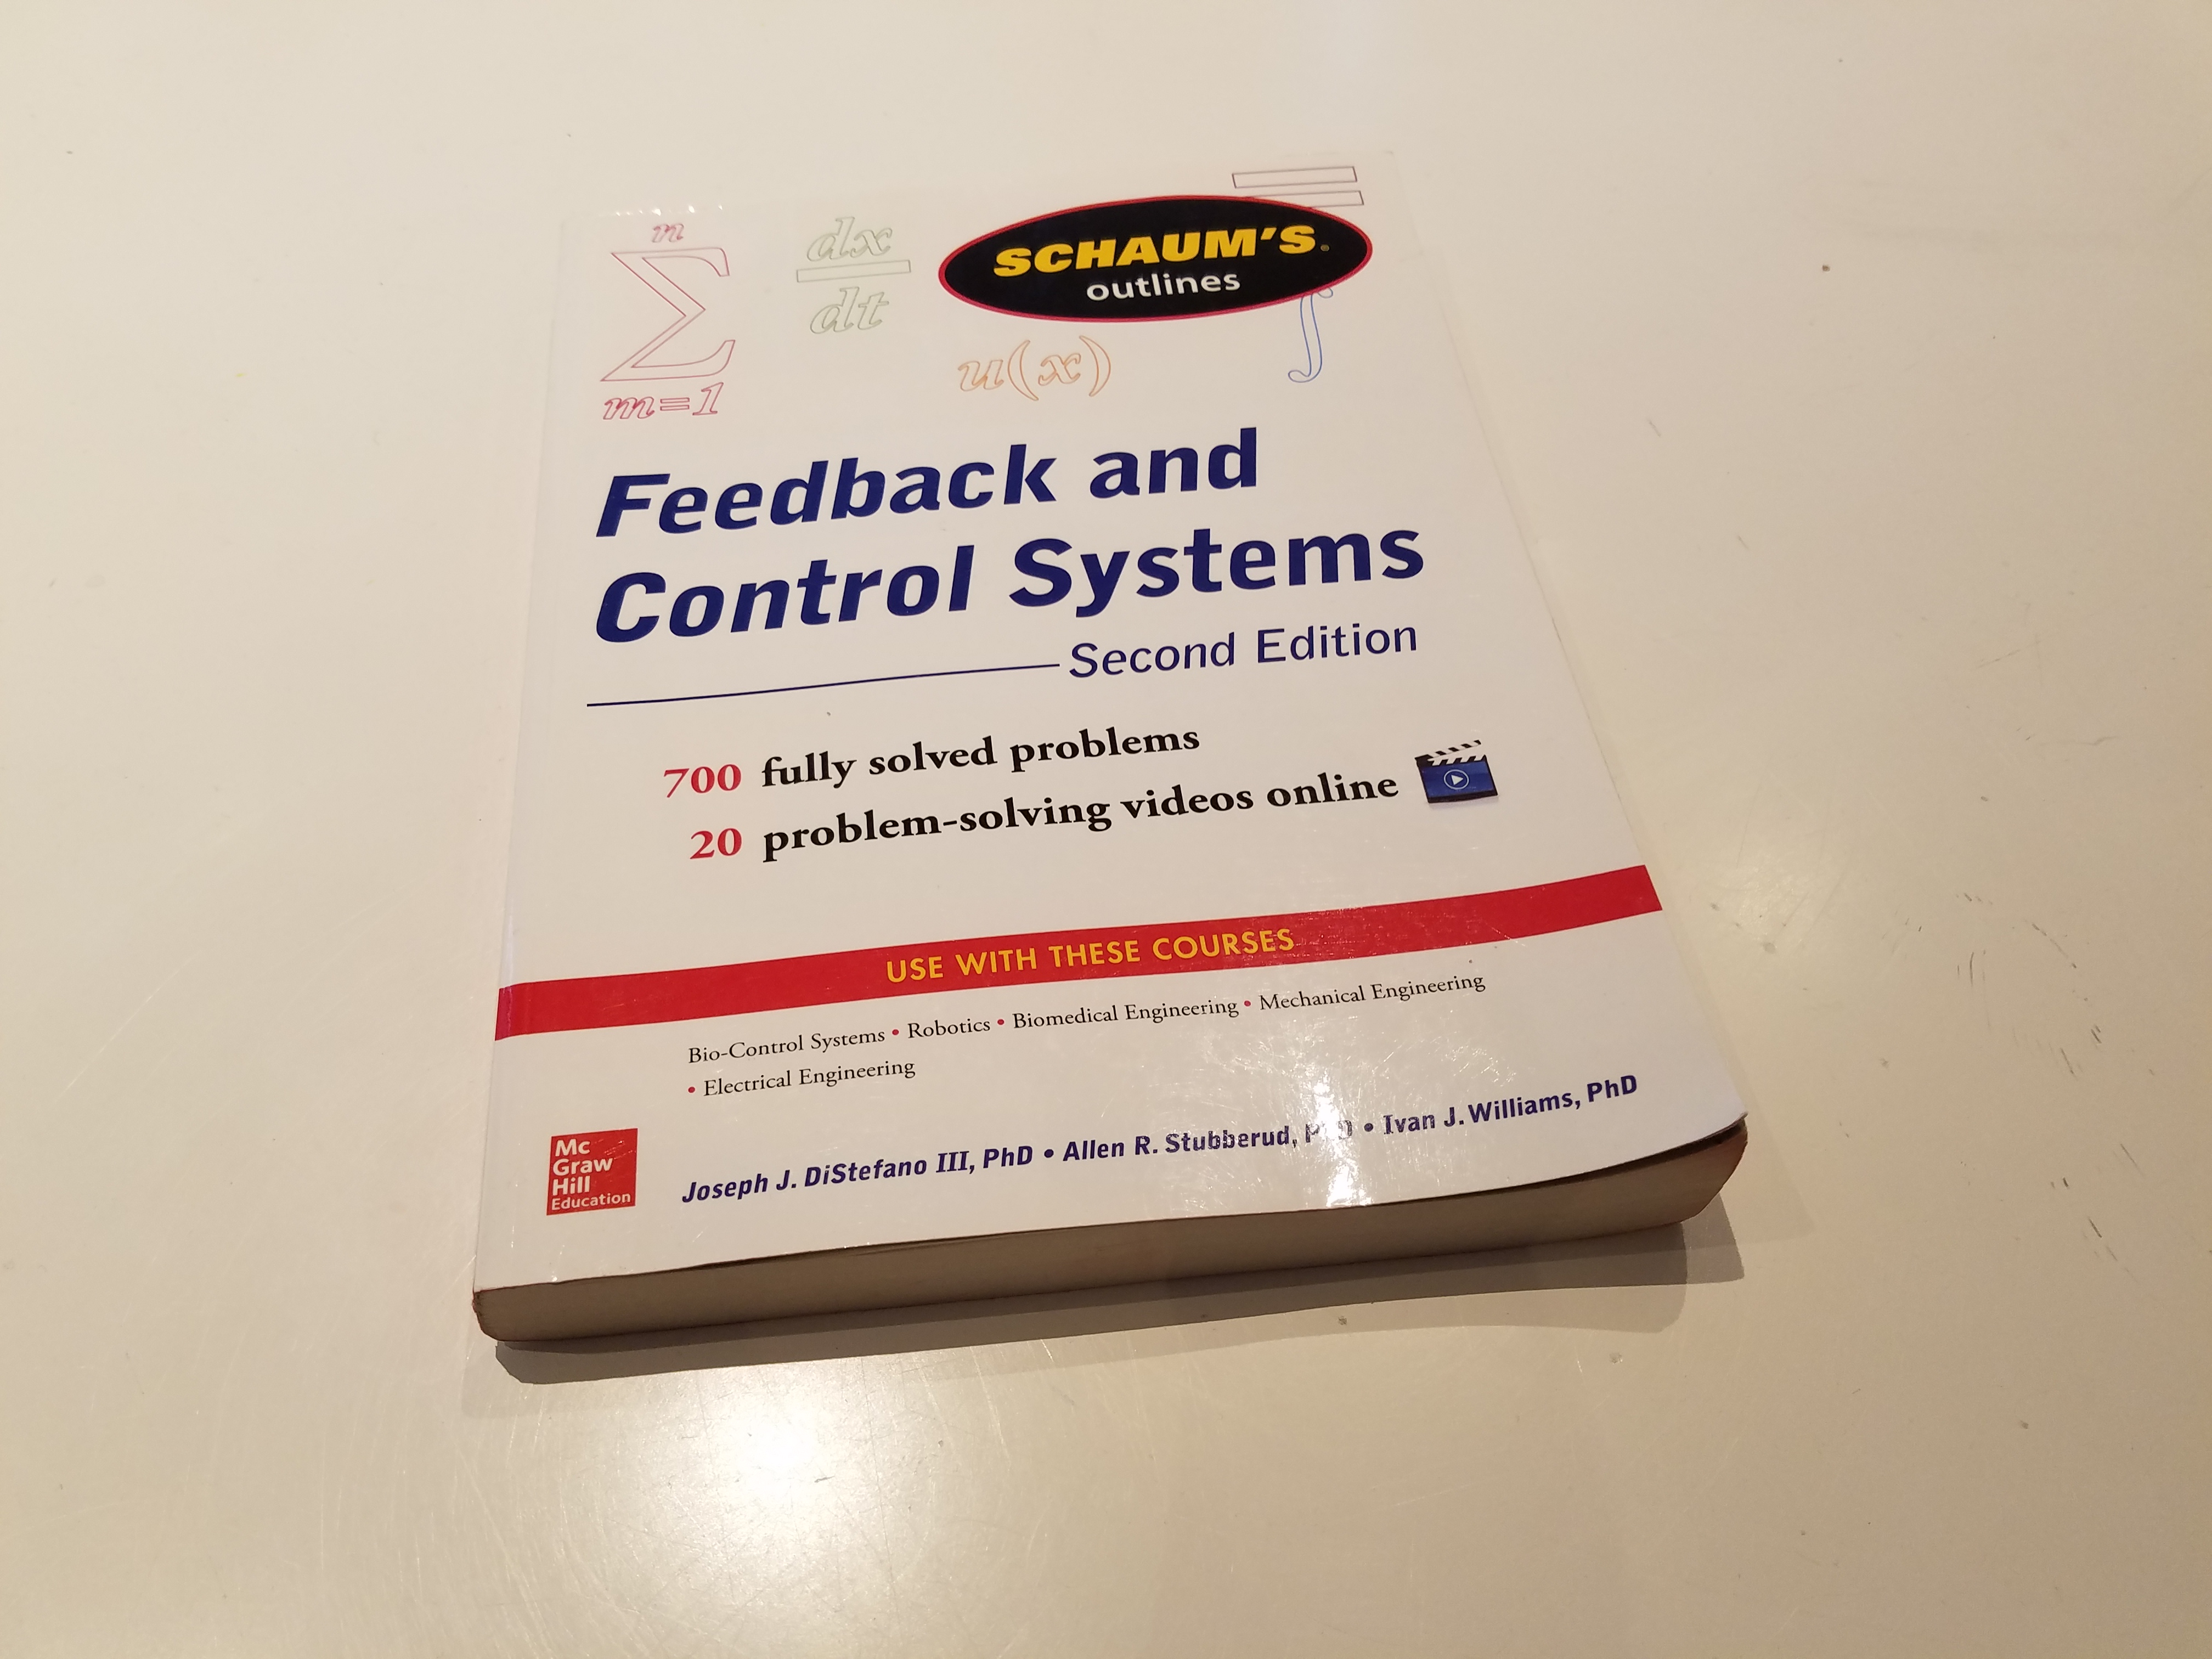 n
Σ
m=1
dx
dt
SCHAUM'S®
outlines
u(x)
∫
Feedback and
Control Systems
Second Edition
700 fully solved problems
20 problem-solving videos online
USE WITH THESE COURSES
Bio-Control Systems • Robotics • Biomedical Engineering • Mechanical Engineering
• Electrical Engineering
Joseph J. DiStefano III, PhD • Allen R. Stubberud, • Ivan J. Williams, PhD
Mc
Graw
Hill
Education